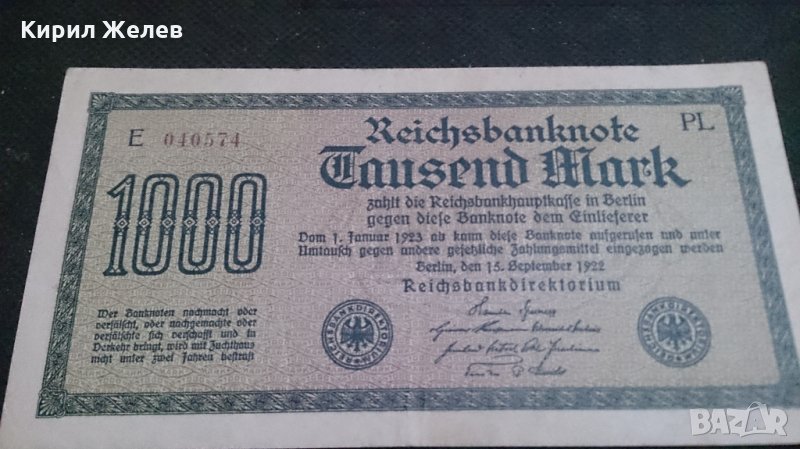 Кирил Желев
E 040574
Reichsbanknote
PL
Tausend Mark
1000
zahlt die Reichsbankhauptkasse in Berlin
gegen diese Banknote dem Einlieferer
Vom 1. Januar 1923 ab kann diese Banknote aufgerufen und unter
Umtausch gegen andere gesetzliche Zahlungsmittel eingezogen werden
Berlin, den 15. September 1922
Reichsbankdirektorium
Wer Banknoten nachmacht oder
verfälscht, oder nachgemachte oder
verfälschte sich verschafft und in
Verkehr bringt, wird mit Zuchthaus
nicht unter zwei Jahren bestraft
REICHSBANKDIREKTORIUM
REICHSBANKDIREKTORIUM
BAZAR